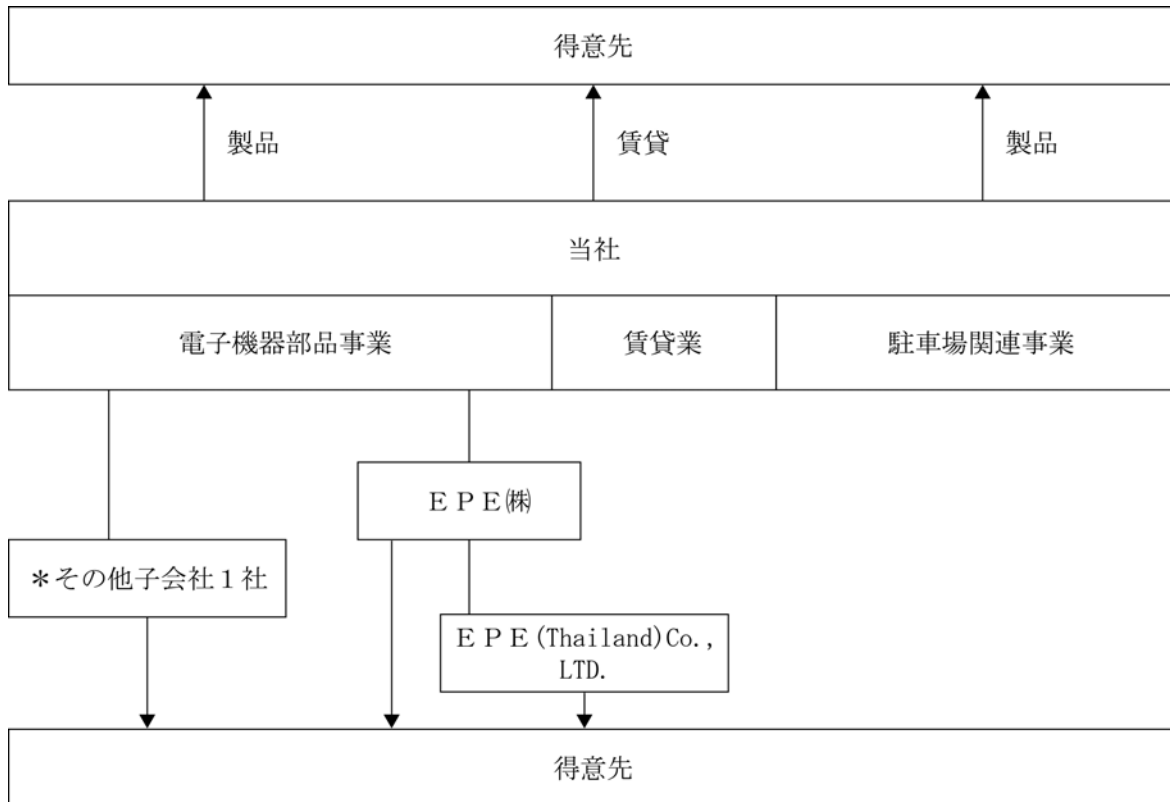 得意先
製品
賃貸
製品
当社
電子機器部品事業
賃貸業
駐車場関連事業
ＥＰＥ㈱
＊その他子会社１社
ＥＰＥ(Thailand)Co.,
LTD.
得意先